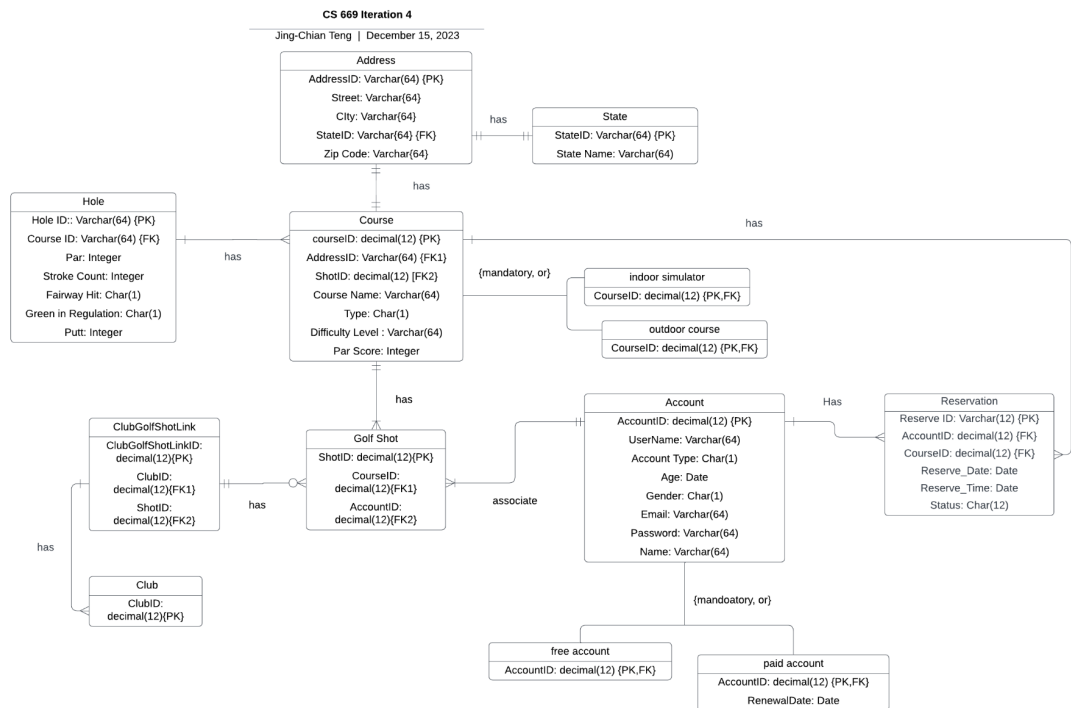 CS 669 Iteration 4
Jing-Chian Teng | December 15, 2023
Address
AddressID: Varchar(64) {PK}
Street: Varchar{64}
CIty: Varchar{64}
StateID: Varchar{64} {FK}
Zip Code: Varchar{64}
has
State
StateID: Varchar(64) {PK}
State Name: Varchar(64)
has
Hole
Hole ID:: Varchar(64) {PK}
Course ID: Varchar(64) {FK}
Par: Integer
Stroke Count: Integer
Fairway Hit: Char(1)
Green in Regulation: Char(1)
Putt: Integer
has
Course
courseID: decimal(12) {PK}
AddressID: Varchar(64) {FK1}
ShotID: decimal(12) [FK2}
Course Name: Varchar(64)
Type: Char(1)
Difficulty Level : Varchar(64)
Par Score: Integer
has
{mandatory, or}
indoor simulator
CourseID: decimal(12) {PK,FK}
outdoor course
CourseID: decimal(12) {PK,FK}
has
ClubGolfShotLink
ClubGolfShotLinkID:
decimal(12){PK}
ClubID:
decimal(12){FK1}
ShotID:
decimal(12){FK2}
has
Golf Shot
ShotID: decimal(12){PK}
CourseID:
decimal(12){FK1}
AccountID:
decimal(12){FK2}
associate
Account
AccountID: decimal(12) {PK}
UserName: Varchar(64)
Account Type: Char(1)
Age: Date
Gender: Char(1)
Email: Varchar(64)
Password: Varchar(64)
Name: Varchar(64)
Has
Reservation
Reserve ID: Varchar(12) {PK}
AccountID: decimal(12) {FK}
CourseID: decimal(12) {FK}
Reserve_Date: Date
Reserve_Time: Date
Status: Char(12)
has
Club
ClubID:
decimal(12){PK}
{mandoatory, or}
free account
AccountID: decimal(12) {PK,FK}
paid account
AccountID: decimal(12) {PK,FK}
RenewalDate: Date